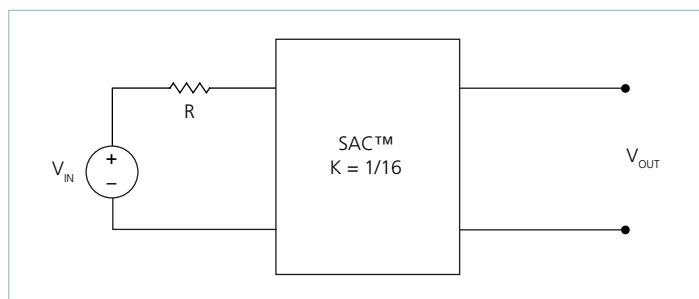 R
SAC™
K = 1/16
+
V_IN
−
V_OUT